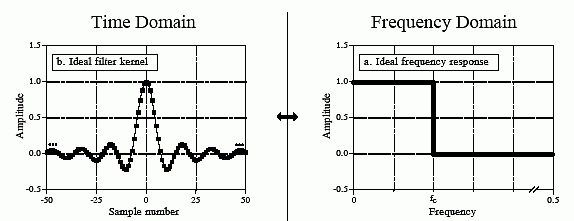 Time Domain
Frequency Domain
b. Ideal filter kernel
a. Ideal frequency response
Amplitude
1.5
1.0
0.5
0.0
-0.5
-50
-25
0
25
50
Sample number
Amplitude
1.5
1.0
0.5
0.0
-0.5
0
fc
0.5
Frequency